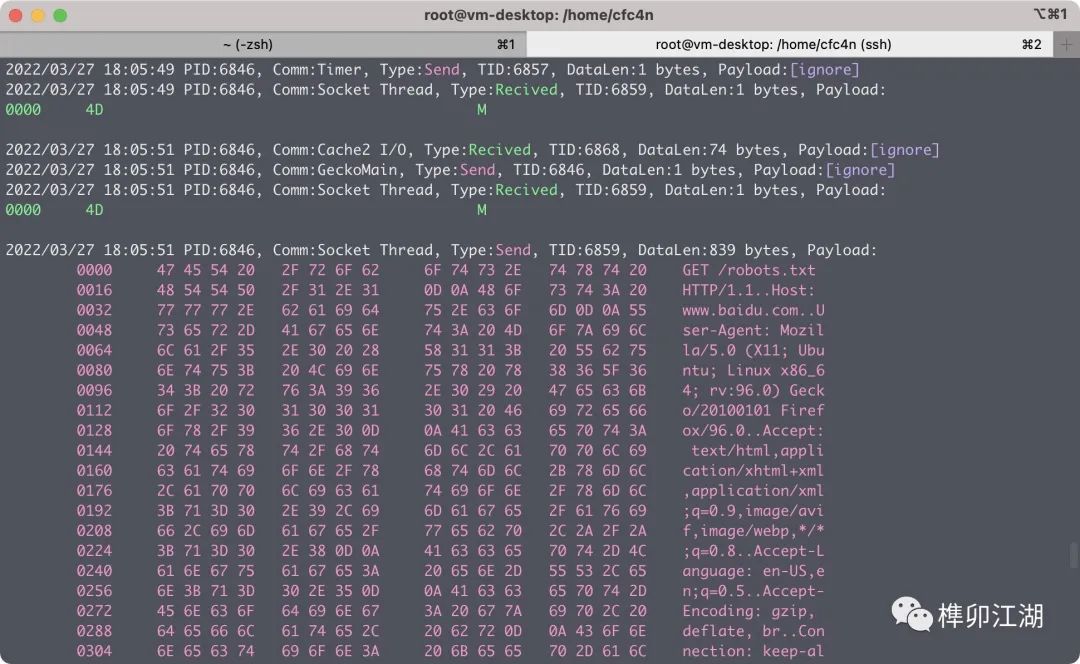 root@vm-desktop: /home/cfc4n
⌥⌘1
~ (-zsh)
⌘1
root@vm-desktop: /home/cfc4n (ssh)
⌘2
+
2022/03/27 18:05:49 PID:6846, Comm:Timer, Type:Send, TID:6857, DataLen:1 bytes, Payload:[ignore]
2022/03/27 18:05:49 PID:6846, Comm:Socket Thread, Type:Recived, TID:6859, DataLen:1 bytes, Payload:
0000 4D M
2022/03/27 18:05:51 PID:6846, Comm:Cache2 I/O, Type:Recived, TID:6868, DataLen:74 bytes, Payload:[ignore]
2022/03/27 18:05:51 PID:6846, Comm:GeckoMain, Type:Send, TID:6846, DataLen:1 bytes, Payload:[ignore]
2022/03/27 18:05:51 PID:6846, Comm:Socket Thread, Type:Recived, TID:6859, DataLen:1 bytes, Payload:
0000 4D M
2022/03/27 18:05:51 PID:6846, Comm:Socket Thread, Type:Send, TID:6859, DataLen:839 bytes, Payload:
0000 47 45 54 20 2F 72 6F 62 6F 74 73 2E 74 78 74 20 GET /robots.txt
0016 48 54 54 50 2F 31 2E 31 0D 0A 48 6F 73 74 3A 20 HTTP/1.1..Host:
0032 77 77 77 2E 62 61 69 64 75 2E 63 6F 6D 0D 0A 55 www.baidu.com..U
0048 73 65 72 2D 41 67 65 6E 74 3A 20 4D 6F 7A 69 6C ser-Agent: Mozil
0064 6C 61 2F 35 2E 30 20 28 58 31 31 3B 20 55 62 75 la/5.0 (X11; Ubu
0080 6E 74 75 3B 20 4C 69 6E 75 78 20 78 38 36 5F 36 ntu; Linux x86_6
0096 34 3B 20 72 76 3A 39 36 2E 30 29 20 47 65 63 6B 4; rv:96.0) Geck
0112 6F 2F 32 30 31 30 30 31 30 31 20 46 69 72 65 66 o/20100101 Firef
0128 6F 78 2F 39 36 2E 30 0D 0A 41 63 63 65 70 74 3A ox/96.0..Accept:
0144 20 74 65 78 74 2F 68 74 6D 6C 2C 61 70 70 6C 69 text/html,appli
0160 63 61 74 69 6F 6E 2F 78 68 74 6D 6C 2B 78 6D 6C cation/xhtml+xml
0176 2C 61 70 70 6C 69 63 61 74 69 6F 6E 2F 78 6D 6C ,application/xml
0192 3B 71 3D 30 2E 39 2C 69 6D 61 67 65 2F 61 76 69 ;q=0.9,image/avi
0208 66 2C 69 6D 61 67 65 2F 77 65 62 70 2C 2A 2F 2A f,image/webp,*/*
0224 3B 71 3D 30 2E 38 0D 0A 41 63 63 65 70 74 2D 4C ;q=0.8..Accept-L
0240 61 6E 67 75 61 67 65 3A 20 65 6E 2D 55 53 2C 65 anguage: en-US,e
0256 6E 3B 71 3D 30 2E 35 0D 0A 41 63 63 65 70 74 2D n;q=0.5..Accept-
0272 45 6E 63 6F 64 69 6E 67 3A 20 67 7A 69 70 2C 20 Encoding: gzip,
0288 64 65 66 6C 61 74 65 2C 20 62 72 0D 0A 43 6F 6E deflate, br..Con
0304 6E 65 63 74 69 6F 6E 3A 20 6B 65 65 70 2D 61 6C nection: keep-al
榫卯江湖